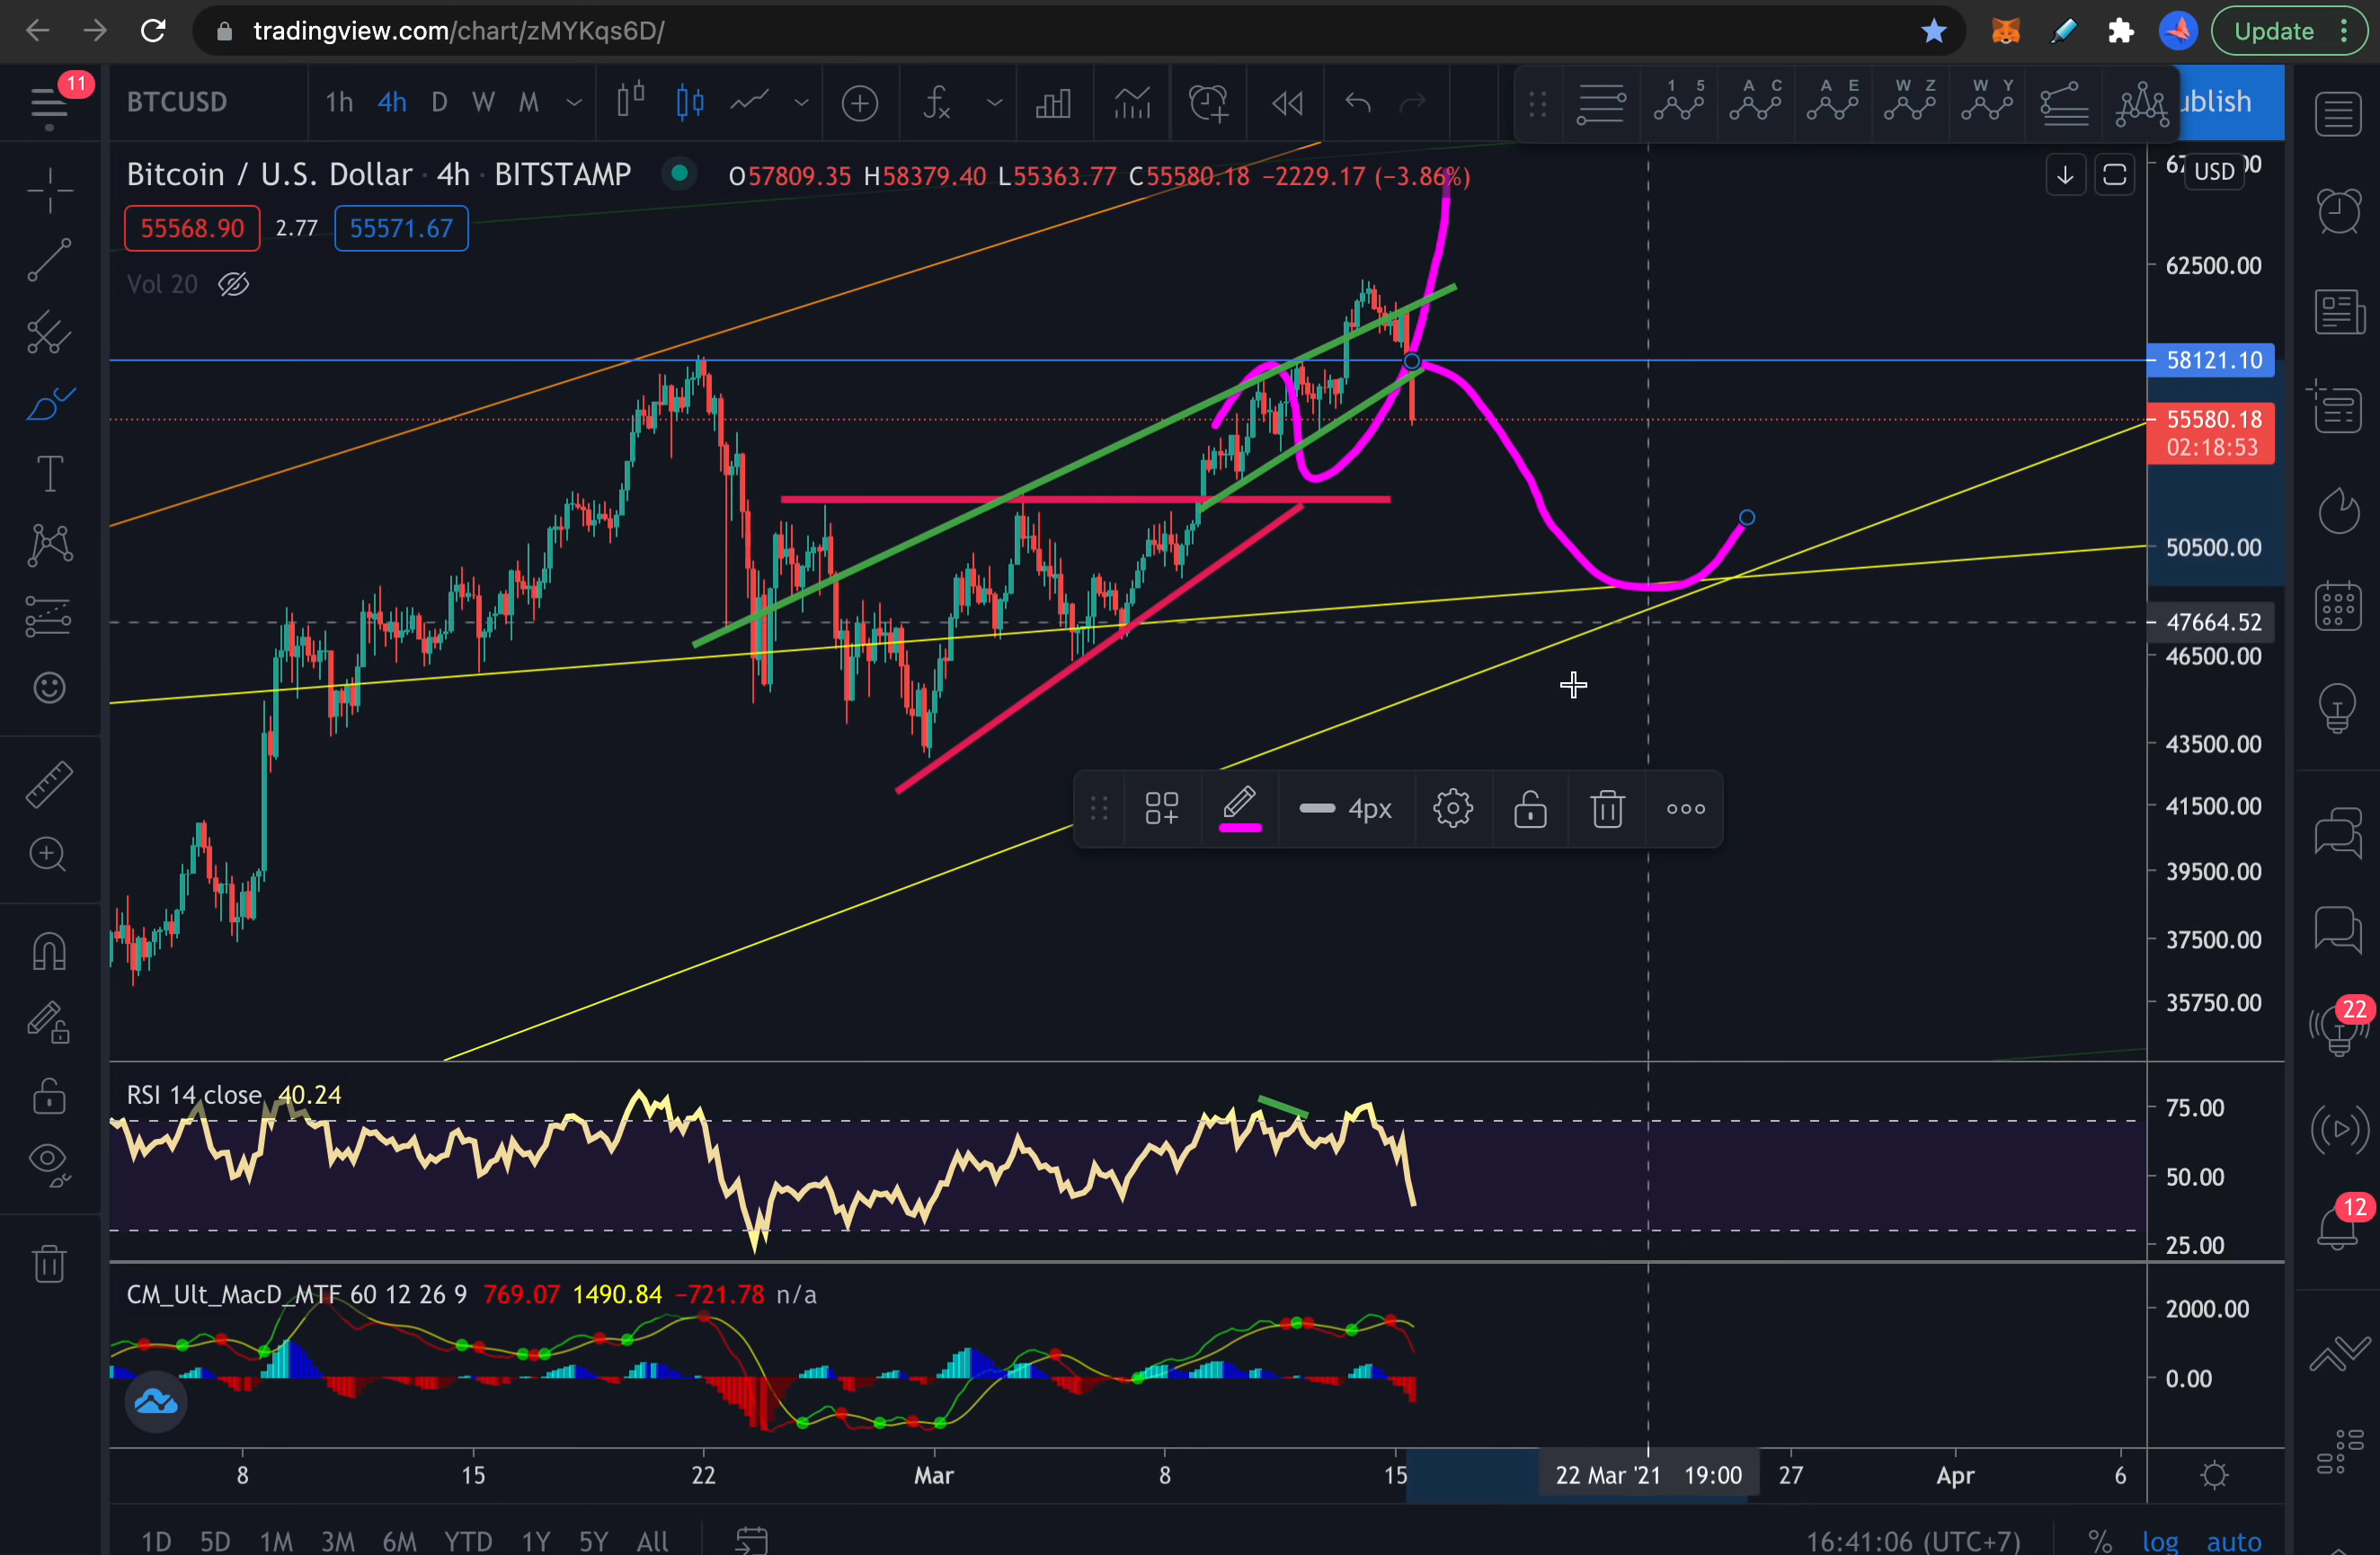 tradingview.com/chart/zMYKqs6D/
Update
11
BTCUSD
1h 4h D W M
1 5
A C
A E
W Z
W Y
ublish
Bitcoin / U.S. Dollar · 4h · BITSTAMP
O57809.35 H58379.40 L55363.77 C55580.18 −2229.17 (−3.86%)
USD
55568.90 2.77 55571.67
Vol 20
62500.00
58121.10
55580.18
02:18:53
50500.00
47664.52
46500.00
43500.00
4px
41500.00
39500.00
37500.00
35750.00
22
RSI 14 close 40.24
75.00
50.00
25.00
12
CM_Ult_MacD_MTF 60 12 26 9 769.07 1490.84 −721.78 n/a
2000.00
0.00
8 15 22 Mar 8 15 22 Mar '21 19:00 27 Apr 6
1D 5D 1M 3M 6M YTD 1Y 5Y All
16:41:06 (UTC+7) % log auto